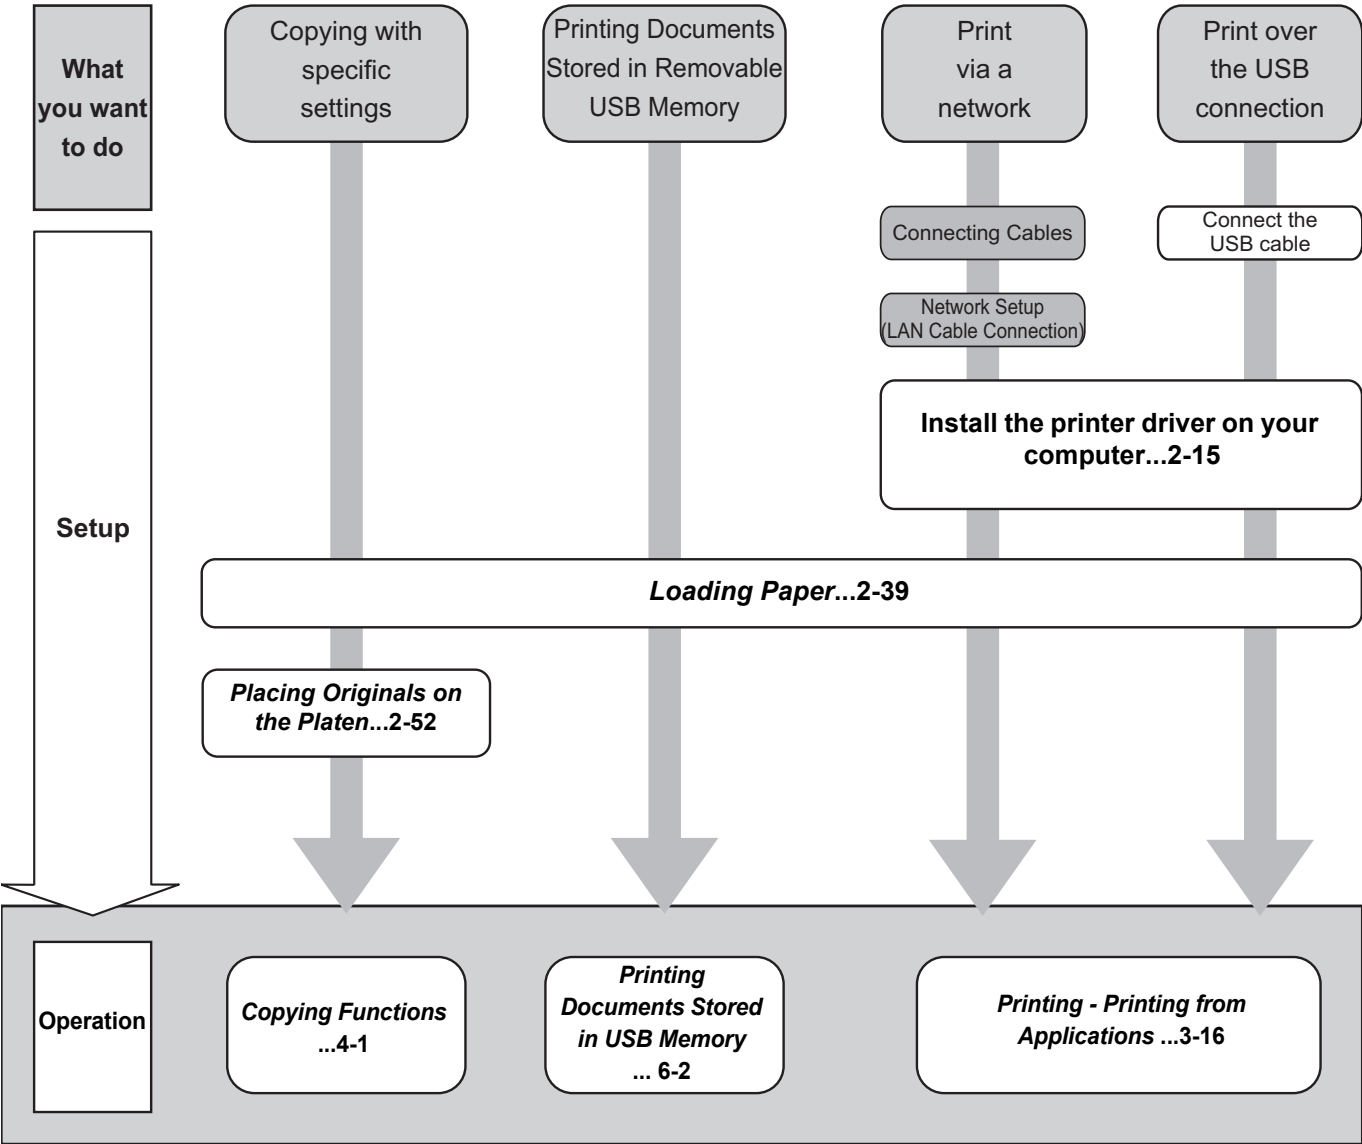 What
you want
to do
Copying with
specific
settings
Printing Documents
Stored in Removable
USB Memory
Print
via a
network
Print over
the USB
connection
Setup
Connecting Cables
Connect the
USB cable
Network Setup
(LAN Cable Connection)
Install the printer driver on your
computer...2-15
Loading Paper...2-39
Placing Originals on
the Platen...2-52
Operation
Copying Functions
...4-1
Printing
Documents Stored
in USB Memory
... 6-2
Printing - Printing from
Applications ...3-16